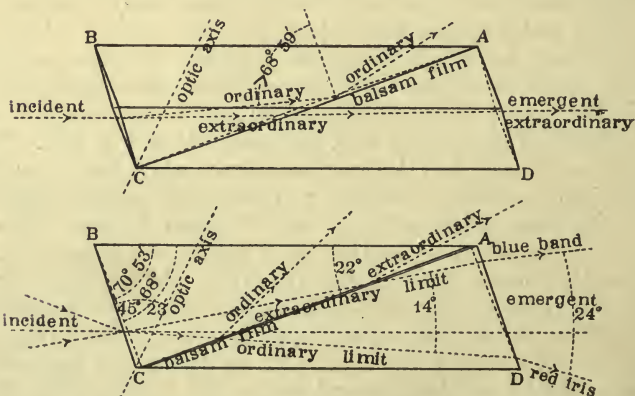 B
A
optic axis
>68° 59
ordinary
ordinary
balsam film
incident
extraordinary
emergent
extraordinary
C
D
B
A
70° 53
68°
45° 23
optic axis
ordinary
22°
extraordinary
extraordinary
limit
blue band
incident
14°
emergent
24°
balsam film
ordinary limit
C
D
red iris